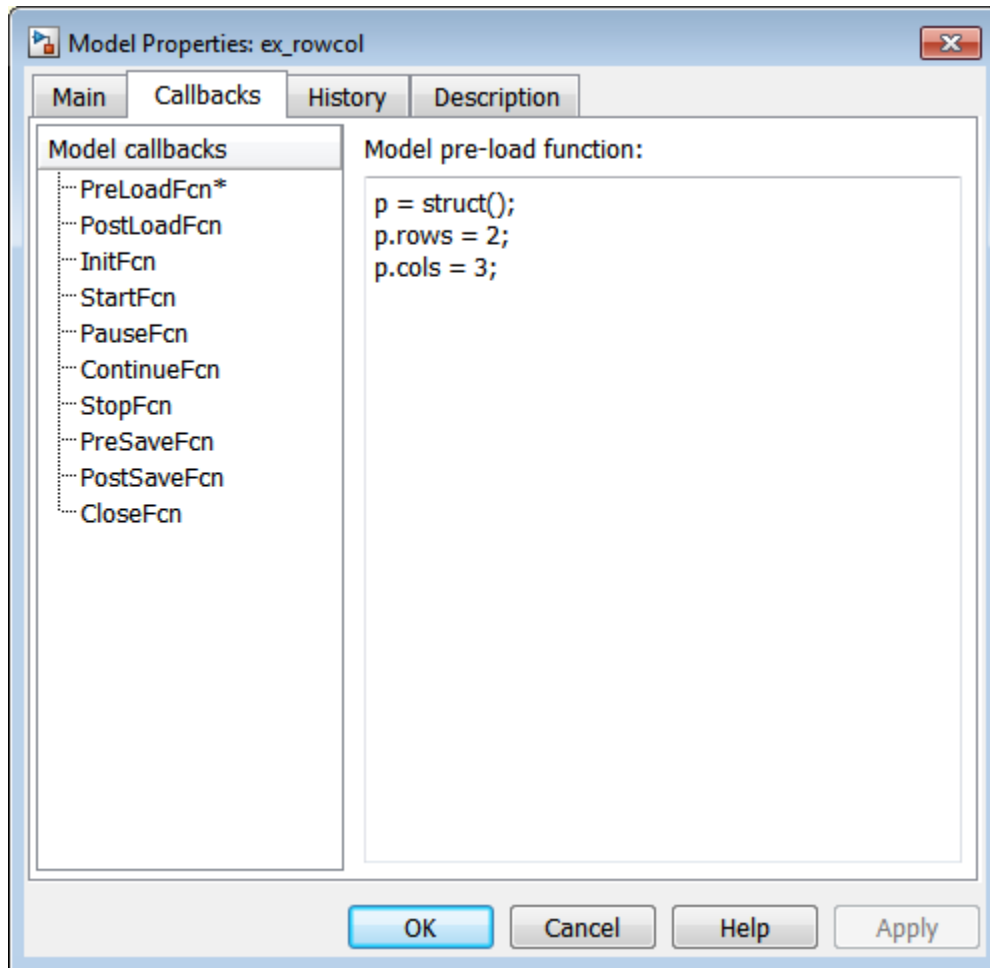 Model Properties: ex_rowcol
Main
Callbacks
History
Description
Model callbacks
PreLoadFcn*
PostLoadFcn
InitFcn
StartFcn
PauseFcn
ContinueFcn
StopFcn
PreSaveFcn
PostSaveFcn
CloseFcn
Model pre-load function:
p = struct();
p.rows = 2;
p.cols = 3;
OK
Cancel
Help
Apply